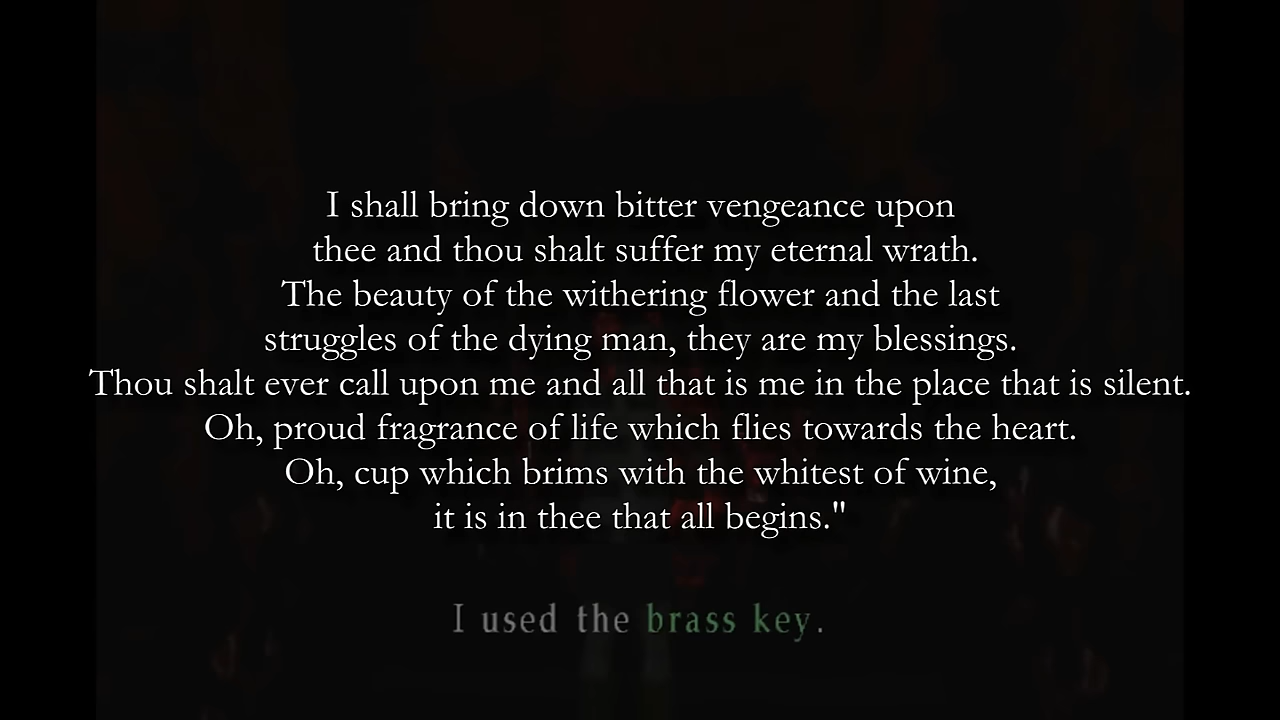 I shall bring down bitter vengeance upon
thee and thou shalt suffer my eternal wrath.
The beauty of the withering flower and the last
struggles of the dying man, they are my blessings.
Thou shalt ever call upon me and all that is me in the place that is silent.
Oh, proud fragrance of life which flies towards the heart.
Oh, cup which brims with the whitest of wine,
it is in thee that all begins."
I used the brass key.